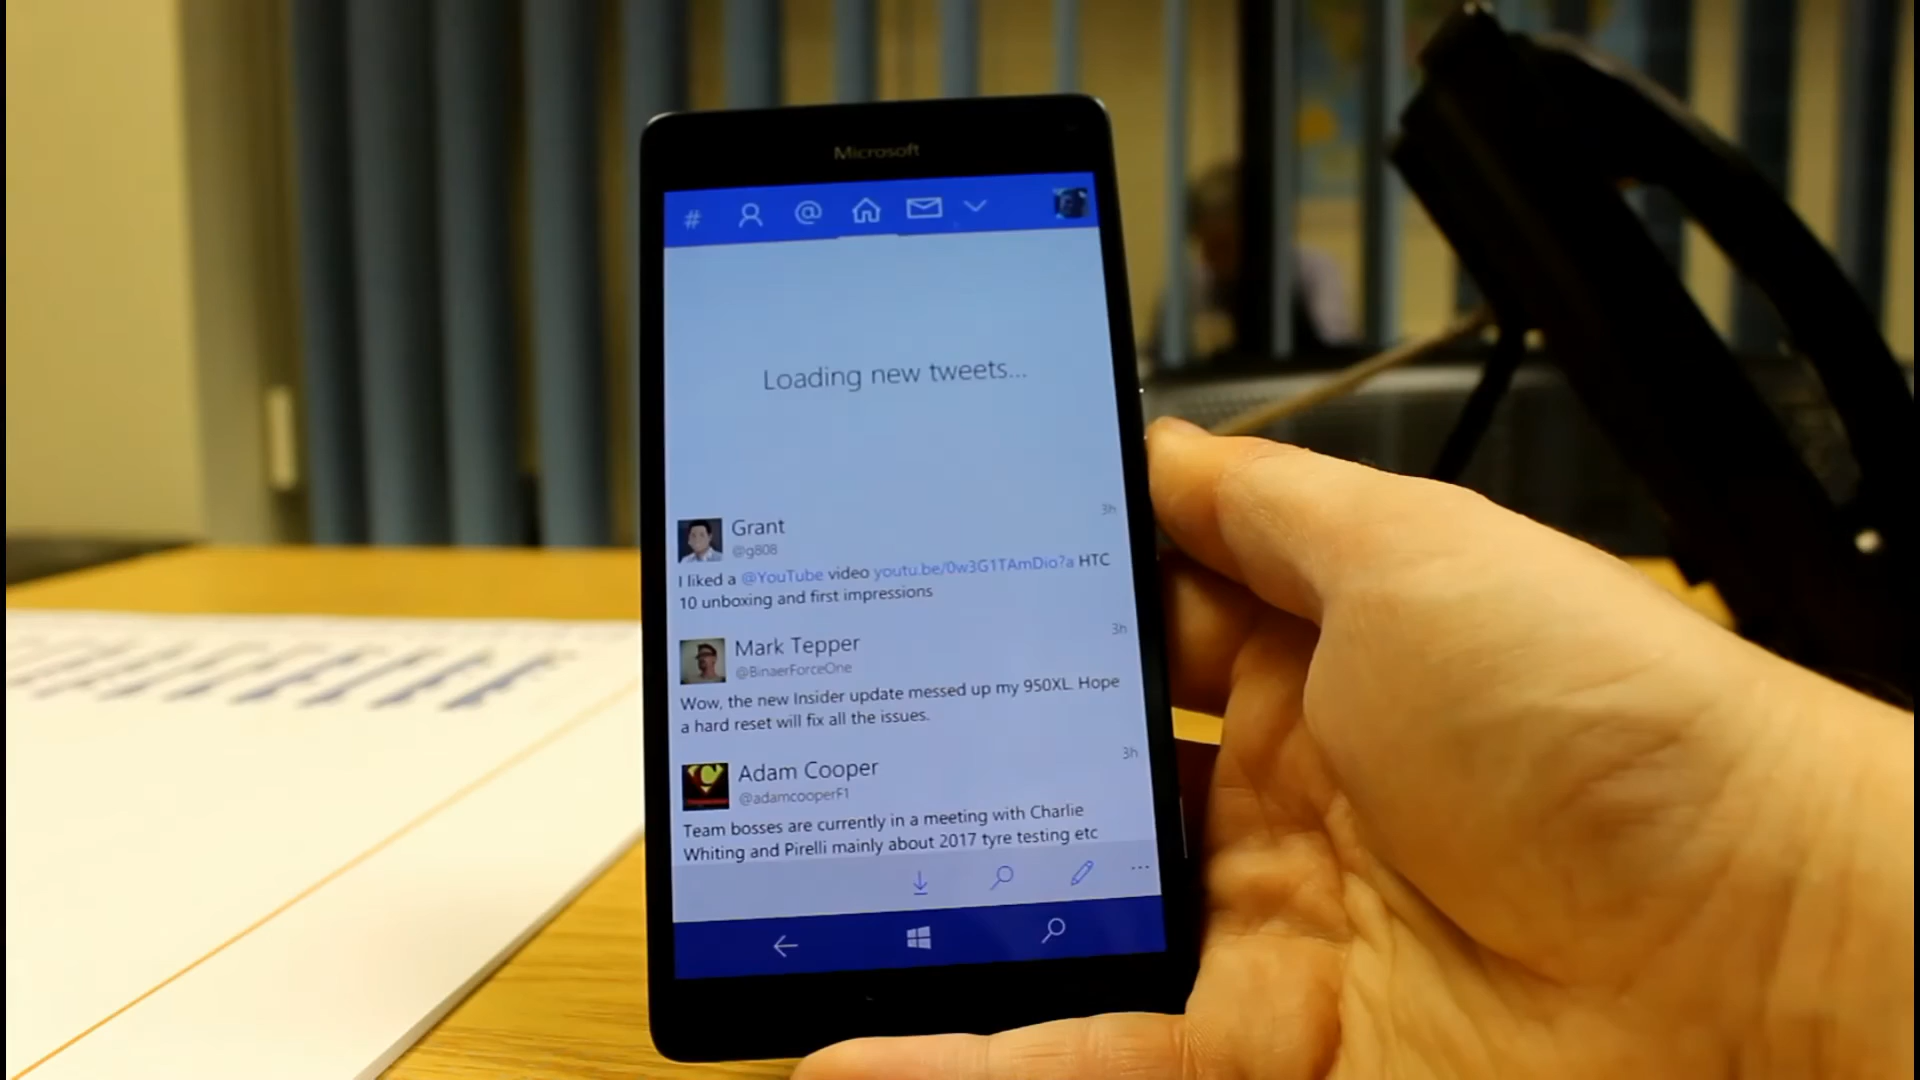 Microsoft
# @
Loading new tweets...
Grant 3h
@g808
I liked a @YouTube video youtu.be/0w3G1TAmDio?a HTC
10 unboxing and first impressions
Mark Tepper 3h
@BinaerForceOne
Wow, the new Insider update messed up my 950XL. Hope
a hard reset will fix all the issues.
Adam Cooper 3h
@adamcooperF1
Team bosses are currently in a meeting with Charlie
Whiting and Pirelli mainly about 2017 tyre testing etc